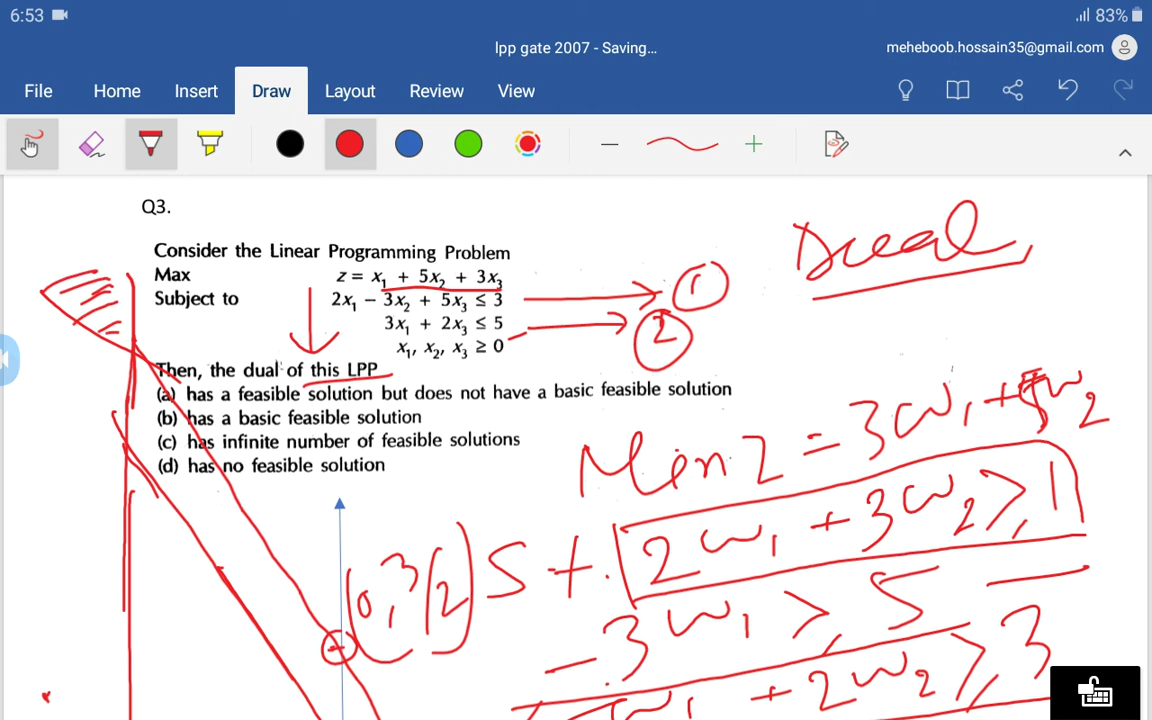 6:53 83%
lpp gate 2007 - Saving...
meheboob.hossain35@gmail.com
File Home Insert Draw Layout Review View
Q3.
Consider the Linear Programming Problem
Max z = x₁ + 5x₂ + 3x₃
Subject to 2x₁ − 3x₂ + 5x₃ ≤ 3
3x₁ + 2x₃ ≤ 5
x₁, x₂, x₃ ≥ 0
Then, the dual of this LPP
(a) has a feasible solution but does not have a basic feasible solution
(b) has a basic feasible solution
(c) has infinite number of feasible solutions
(d) has no feasible solution
Dual
1
2
Min Z = 3w₁ + 5w₂
S + 2w₁ + 3w₂ ≥ 1
-3w₁ ≥ 5
w₁ + 2w₂ ≥ 3
(0, 3/2)